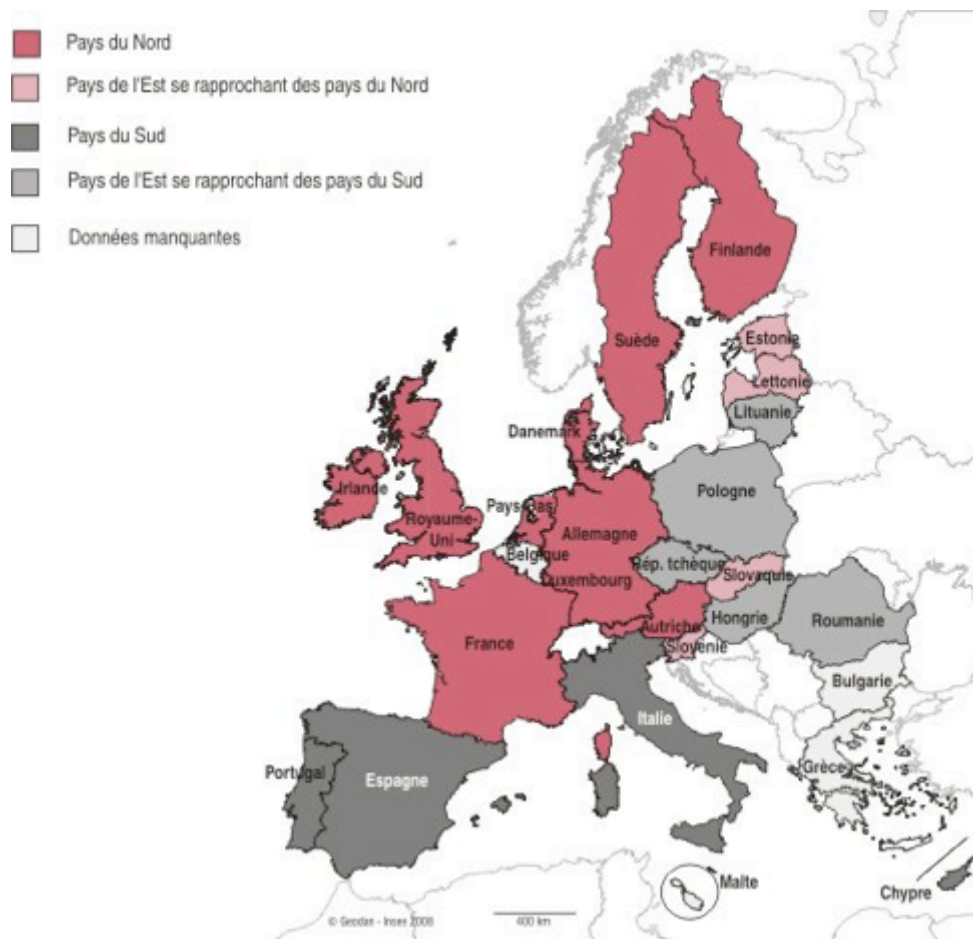 Pays du Nord
Pays de l'Est se rapprochant des pays du Nord
Pays du Sud
Pays de l'Est se rapprochant des pays du Sud
Données manquantes
Finlande
Suède
Estonie
Lettonie
Lituanie
Danemark
Irlande
Royaume-
Uni
Pays-Bas
Pologne
Allemagne
Belgique
Rép. tchèque
Slovaquie
Luxembourg
France
Autriche
Hongrie
Roumanie
Slovénie
Bulgarie
Italie
Portugal
Espagne
Grèce
Malte
Chypre
© Geodan - Insee 2008
400 km